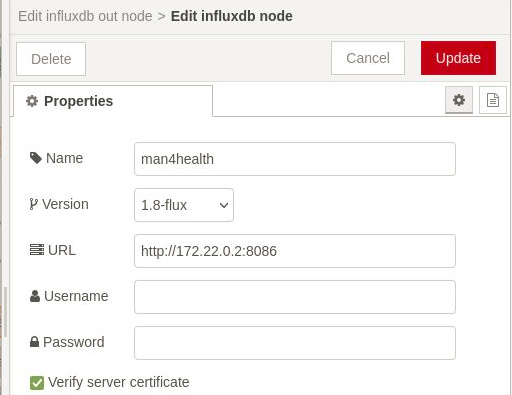 Edit influxdb out node > Edit influxdb node
Delete Cancel Update
Properties
Name man4health
Version 1.8-flux
URL http://172.22.0.2:8086
Username
Password
Verify server certificate